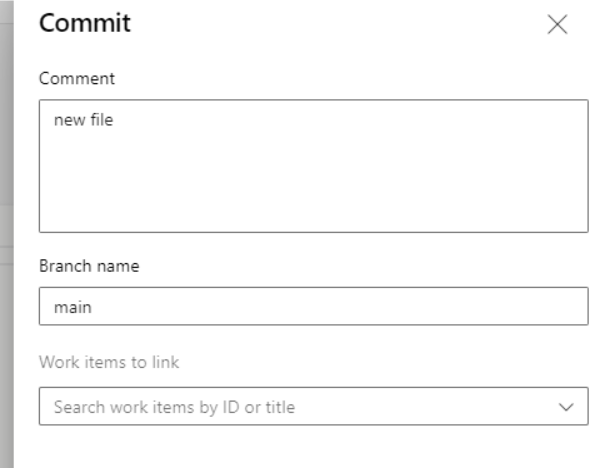 Commit
Comment
new file
Branch name
main
Work items to link
Search work items by ID or title